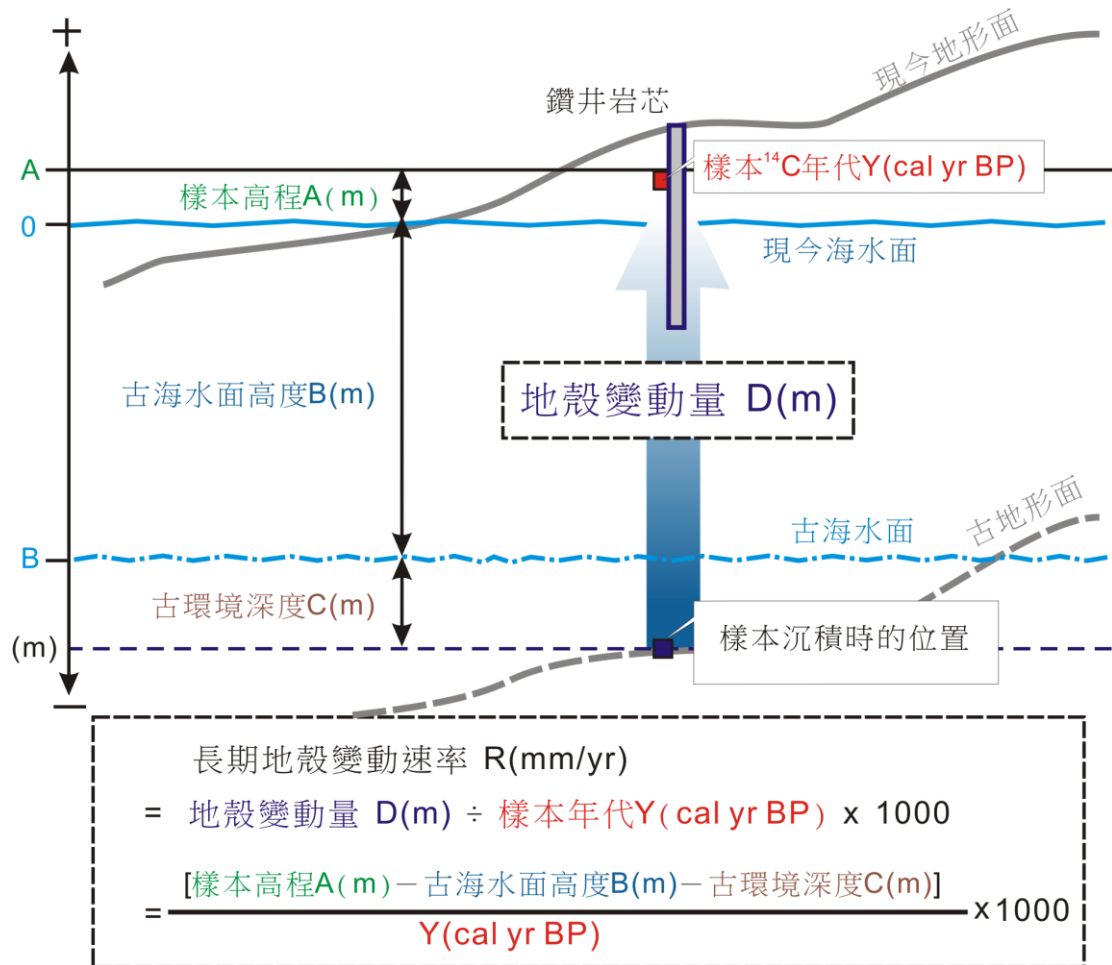 +
現今地形面
鑽井岩芯
A
樣本¹⁴C年代Y(cal yr BP)
樣本高程A(m)
0
現今海水面
古海水面高度B(m)
地殼變動量 D(m)
古地形面
古海水面
B
古環境深度C(m)
(m)
樣本沉積時的位置
—
長期地殼變動速率 R(mm/yr)
= 地殼變動量 D(m) ÷ 樣本年代Y(cal yr BP) x 1000
[樣本高程A(m)－古海水面高度B(m)－古環境深度C(m)]
= x1000
Y(cal yr BP)